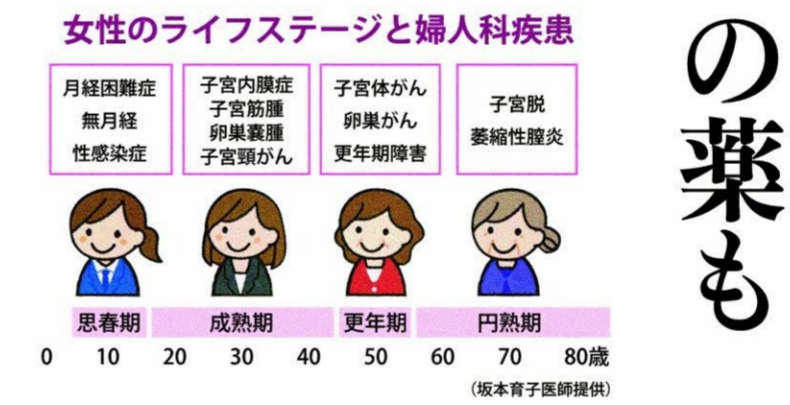 女性のライフステージと婦人科疾患
月経困難症
無月経
性感染症
子宮内膜症
子宮筋腫
卵巣嚢腫
子宮頸がん
子宮体がん
卵巣がん
更年期障害
子宮脱
萎縮性膣炎
思春期 成熟期 更年期 円熟期
0 10 20 30 40 50 60 70 80歳
(坂本育子医師提供)
の薬も